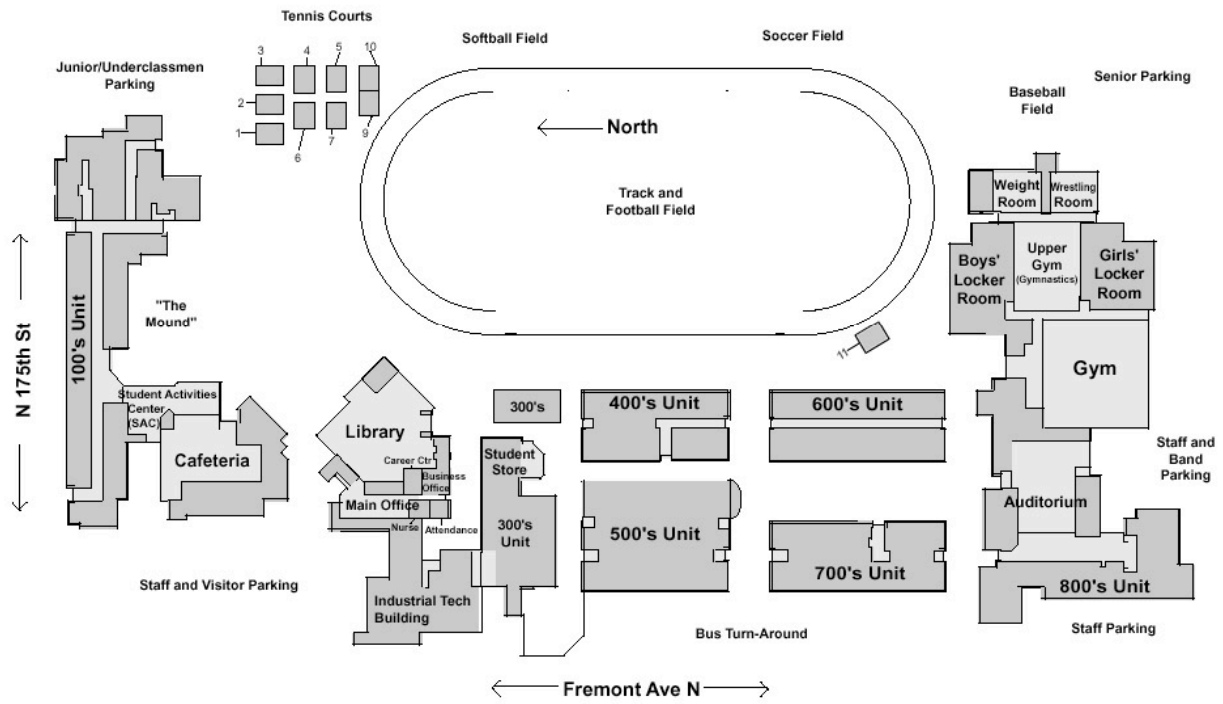 Tennis Courts
Softball Field
Soccer Field
3
4
5
10
Junior/Underclassmen
Parking
Senior Parking
Baseball
Field
2
1
6
7
9
North
Track and
Football Field
Weight
Room
Wrestling
Room
Boys'
Locker
Room
Upper
Gym
(Gymnastics)
Girls'
Locker
Room
N 175th St
100's Unit
"The
Mound"
11
Gym
Student Activities
Center
(SAC)
Cafeteria
Library
Career Ctr
Business
Office
Main Office
Nurse
Attendance
300's
Student
Store
300's
Unit
400's Unit
600's Unit
500's Unit
700's Unit
Staff and
Band
Parking
Auditorium
800's Unit
Staff and Visitor Parking
Industrial Tech
Building
Bus Turn-Around
Staff Parking
Fremont Ave N